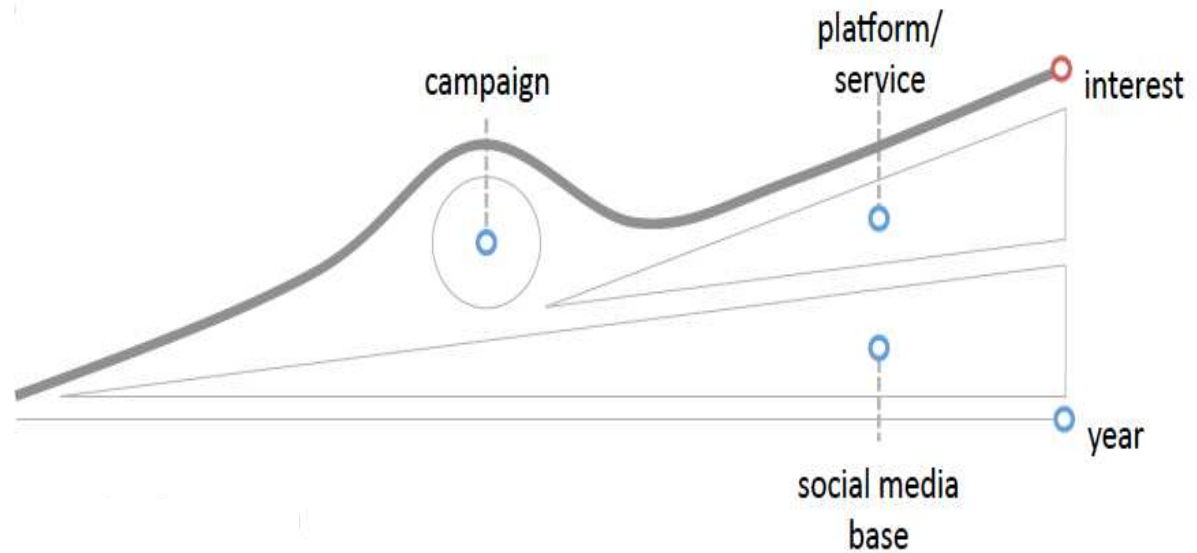 platform/
service
campaign
interest
year
social media
base